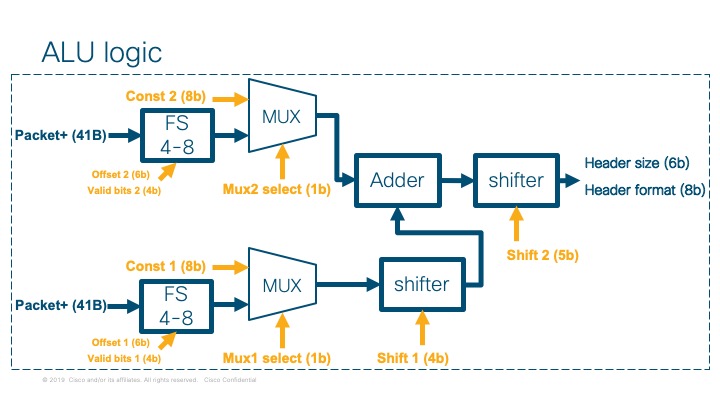 ALU logic
Const 2 (8b)
MUX
FS
4-8
Packet+ (41B)
Offset 2 (6b)
Valid bits 2 (4b)
Mux2 select (1b)
Adder
shifter
Header size (6b)
Header format (8b)
Shift 2 (5b)
Const 1 (8b)
MUX
FS
4-8
Packet+ (41B)
shifter
Offset 1 (6b)
Valid bits 1 (4b)
Mux1 select (1b)
Shift 1 (4b)
© 2019 Cisco and/or its affiliates. All rights reserved. Cisco Confidential